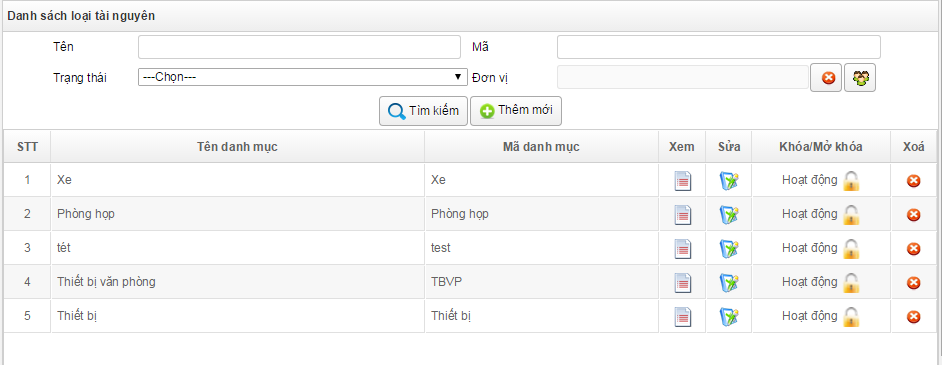 Danh sách loại tài nguyên
Tên Mã
Trạng thái ---Chọn--- Đơn vị
Tìm kiếm Thêm mới
STT Tên danh mục Mã danh mục Xem Sửa Khóa/Mở khóa Xoá
1 Xe Xe Hoạt động
2 Phòng họp Phòng họp Hoạt động
3 têt test Hoạt động
4 Thiết bị văn phòng TBVP Hoạt động
5 Thiết bị Thiết bị Hoạt động